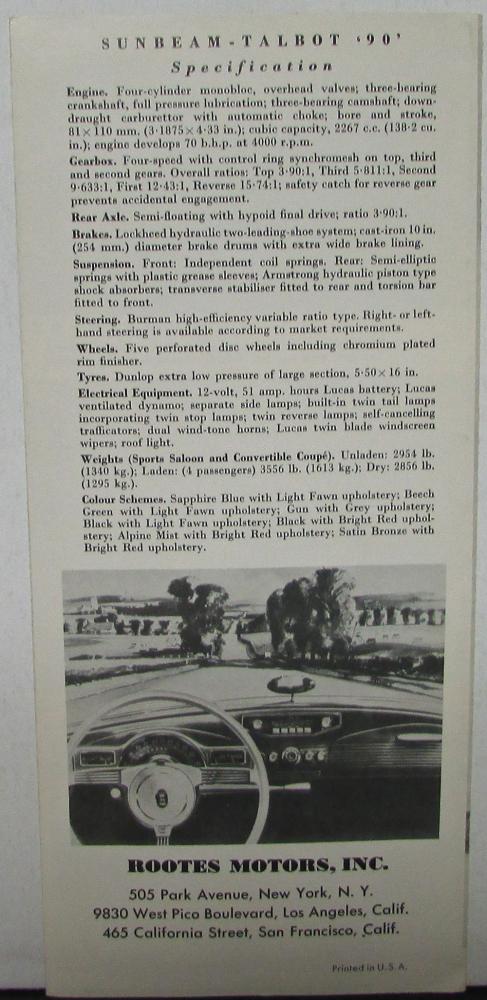 SUNBEAM-TALBOT ‘90’
Specification
Engine. Four-cylinder monobloc, overhead valves; three-bearing
crankshaft, full pressure lubrication; three-bearing camshaft; down-
draught carburettor with automatic choke; bore and stroke,
81×110 mm. (3·1875×4·33 in.); cubic capacity, 2267 c.c. (138·2 cu.
in.); engine develops 70 b.h.p. at 4000 r.p.m.
Gearbox. Four-speed with control ring synchromesh on top, third
and second gears. Overall ratios: Top 3·90:1, Third 5·811:1, Second
9·633:1, First 12·43:1, Reverse 15·74:1; safety catch for reverse gear
prevents accidental engagement.
Rear Axle. Semi-floating with hypoid final drive; ratio 3·90:1.
Brakes. Lockheed hydraulic two-leading-shoe system; cast-iron 10 in.
(254 mm.) diameter brake drums with extra wide brake lining.
Suspension. Front: Independent coil springs. Rear: Semi-elliptic
springs with plastic grease sleeves; Armstrong hydraulic piston type
shock absorbers; transverse stabiliser fitted to rear and torsion bar
fitted to front.
Steering. Burman high-efficiency variable ratio type. Right- or left-
hand steering is available according to market requirements.
Wheels. Five perforated disc wheels including chromium plated
rim finisher.
Tyres. Dunlop extra low pressure of large section, 5·50×16 in.
Electrical Equipment. 12-volt, 51 amp. hours Lucas battery; Lucas
ventilated dynamo; separate side lamps; built-in twin tail lamps
incorporating twin stop lamps; twin reverse lamps; self-cancelling
trafficators; dual wind-tone horns; Lucas twin blade windscreen
wipers; roof light.
Weights (Sports Saloon and Convertible Coupé). Unladen: 2954 lb.
(1340 kg.); Laden: (4 passengers) 3556 lb. (1613 kg.); Dry: 2856 lb.
(1295 kg.).
Colour Schemes. Sapphire Blue with Light Fawn upholstery; Beech
Green with Light Fawn upholstery; Gun with Grey upholstery;
Black with Light Fawn upholstery; Black with Bright Red uphol-
stery; Alpine Mist with Bright Red upholstery; Satin Bronze with
Bright Red upholstery.
ROOTES MOTORS, INC.
505 Park Avenue, New York, N. Y.
9830 West Pico Boulevard, Los Angeles, Calif.
465 California Street, San Francisco, Calif.
Printed in U. S. A.